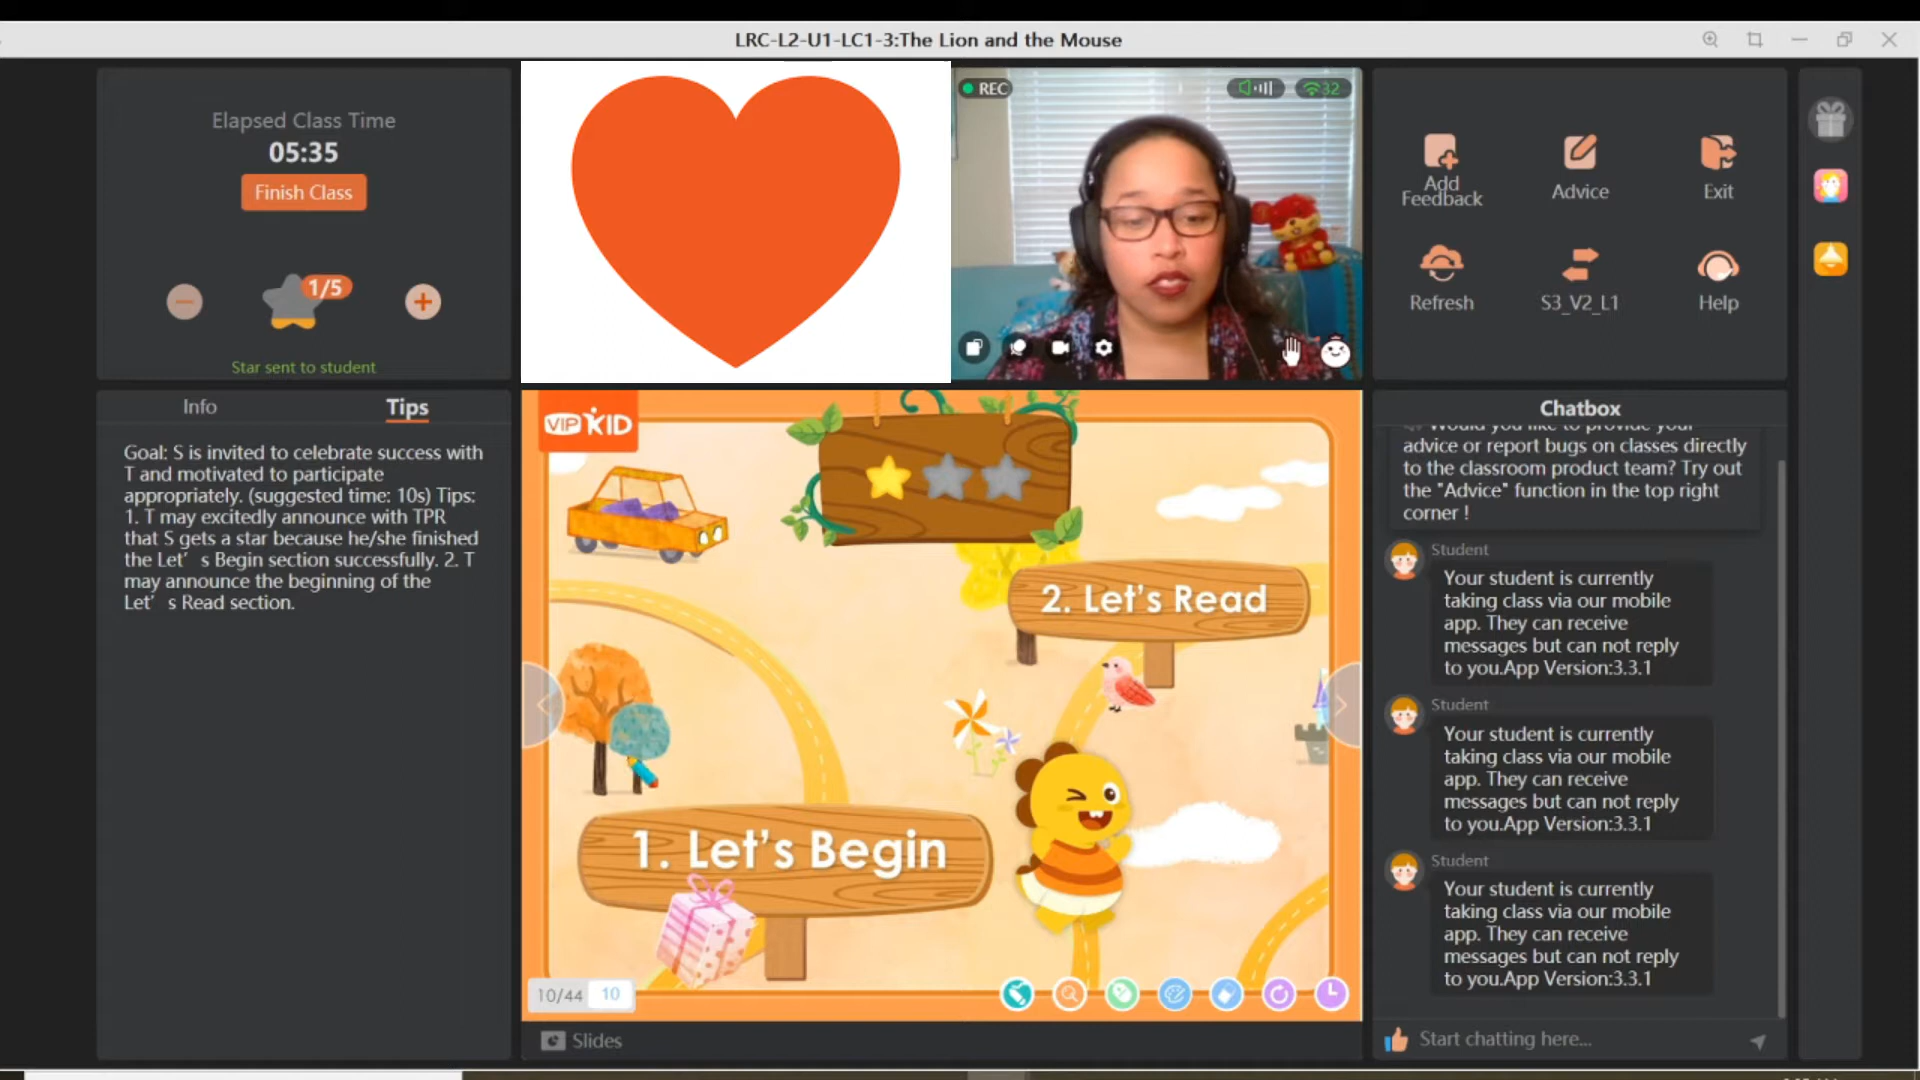 LRC-L2-U1-LC1-3:The Lion and the Mouse
Elapsed Class Time
05:35
Finish Class
1/5
Star sent to student
REC
32
Add
Feedback
Advice
Exit
Refresh
S3_V2_L1
Help
Info
Tips
Goal: S is invited to celebrate success with
T and motivated to participate
appropriately. (suggested time: 10s) Tips:
1. T may excitedly announce with TPR
that S gets a star because he/she finished
the Let's Begin section successfully. 2. T
may announce the beginning of the
Let's Read section.
VIPKID
2. Let's Read
1. Let's Begin
10/44 10
Slides
Chatbox
Would you like to provide your
advice or report bugs on classes directly
to the classroom product team? Try out
the "Advice" function in the top right
corner !
Student
Your student is currently
taking class via our mobile
app. They can receive
messages but can not reply
to you.App Version:3.3.1
Student
Your student is currently
taking class via our mobile
app. They can receive
messages but can not reply
to you.App Version:3.3.1
Student
Your student is currently
taking class via our mobile
app. They can receive
messages but can not reply
to you.App Version:3.3.1
Start chatting here...